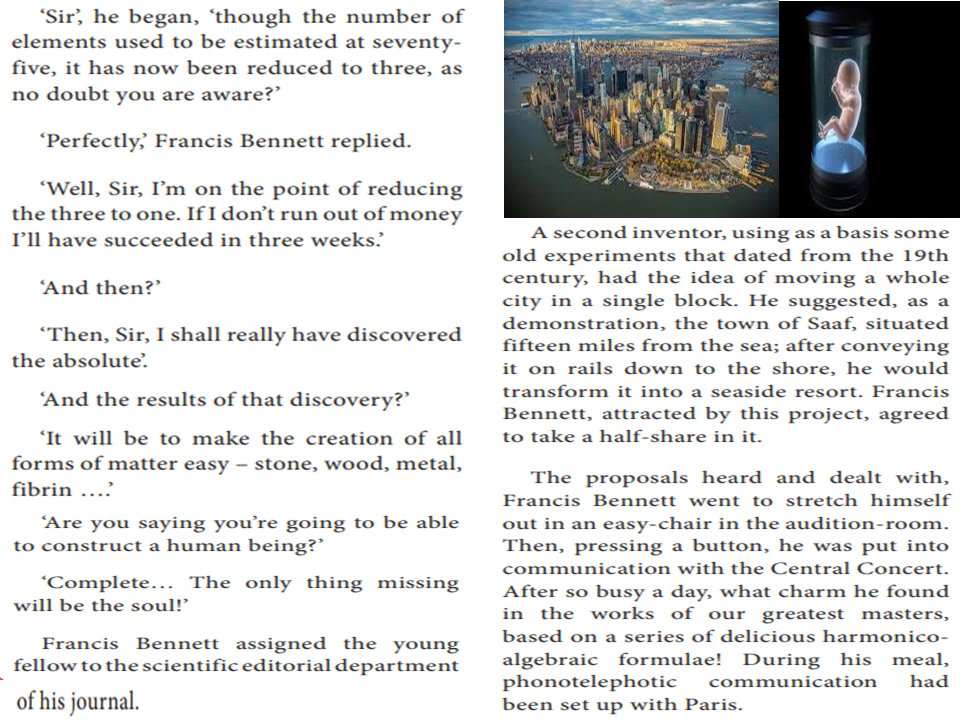 ‘Sir’, he began, ‘though the number of
elements used to be estimated at seventy-
five, it has now been reduced to three, as
no doubt you are aware?’
‘Perfectly,’ Francis Bennett replied.
‘Well, Sir, I’m on the point of reducing
the three to one. If I don’t run out of money
I’ll have succeeded in three weeks.’
‘And then?’
‘Then, Sir, I shall really have discovered
the absolute’.
‘And the results of that discovery?’
‘It will be to make the creation of all
forms of matter easy – stone, wood, metal,
fibrin ….’
‘Are you saying you’re going to be able
to construct a human being?’
‘Complete… The only thing missing
will be the soul!’
Francis Bennett assigned the young
fellow to the scientific editorial department
of his journal.
A second inventor, using as a basis some
old experiments that dated from the 19th
century, had the idea of moving a whole
city in a single block. He suggested, as a
demonstration, the town of Saaf, situated
fifteen miles from the sea; after conveying
it on rails down to the shore, he would
transform it into a seaside resort. Francis
Bennett, attracted by this project, agreed
to take a half-share in it.
The proposals heard and dealt with,
Francis Bennett went to stretch himself
out in an easy-chair in the audition-room.
Then, pressing a button, he was put into
communication with the Central Concert.
After so busy a day, what charm he found
in the works of our greatest masters,
based on a series of delicious harmonico-
algebraic formulae! During his meal,
phonotelephotic communication had
been set up with Paris.